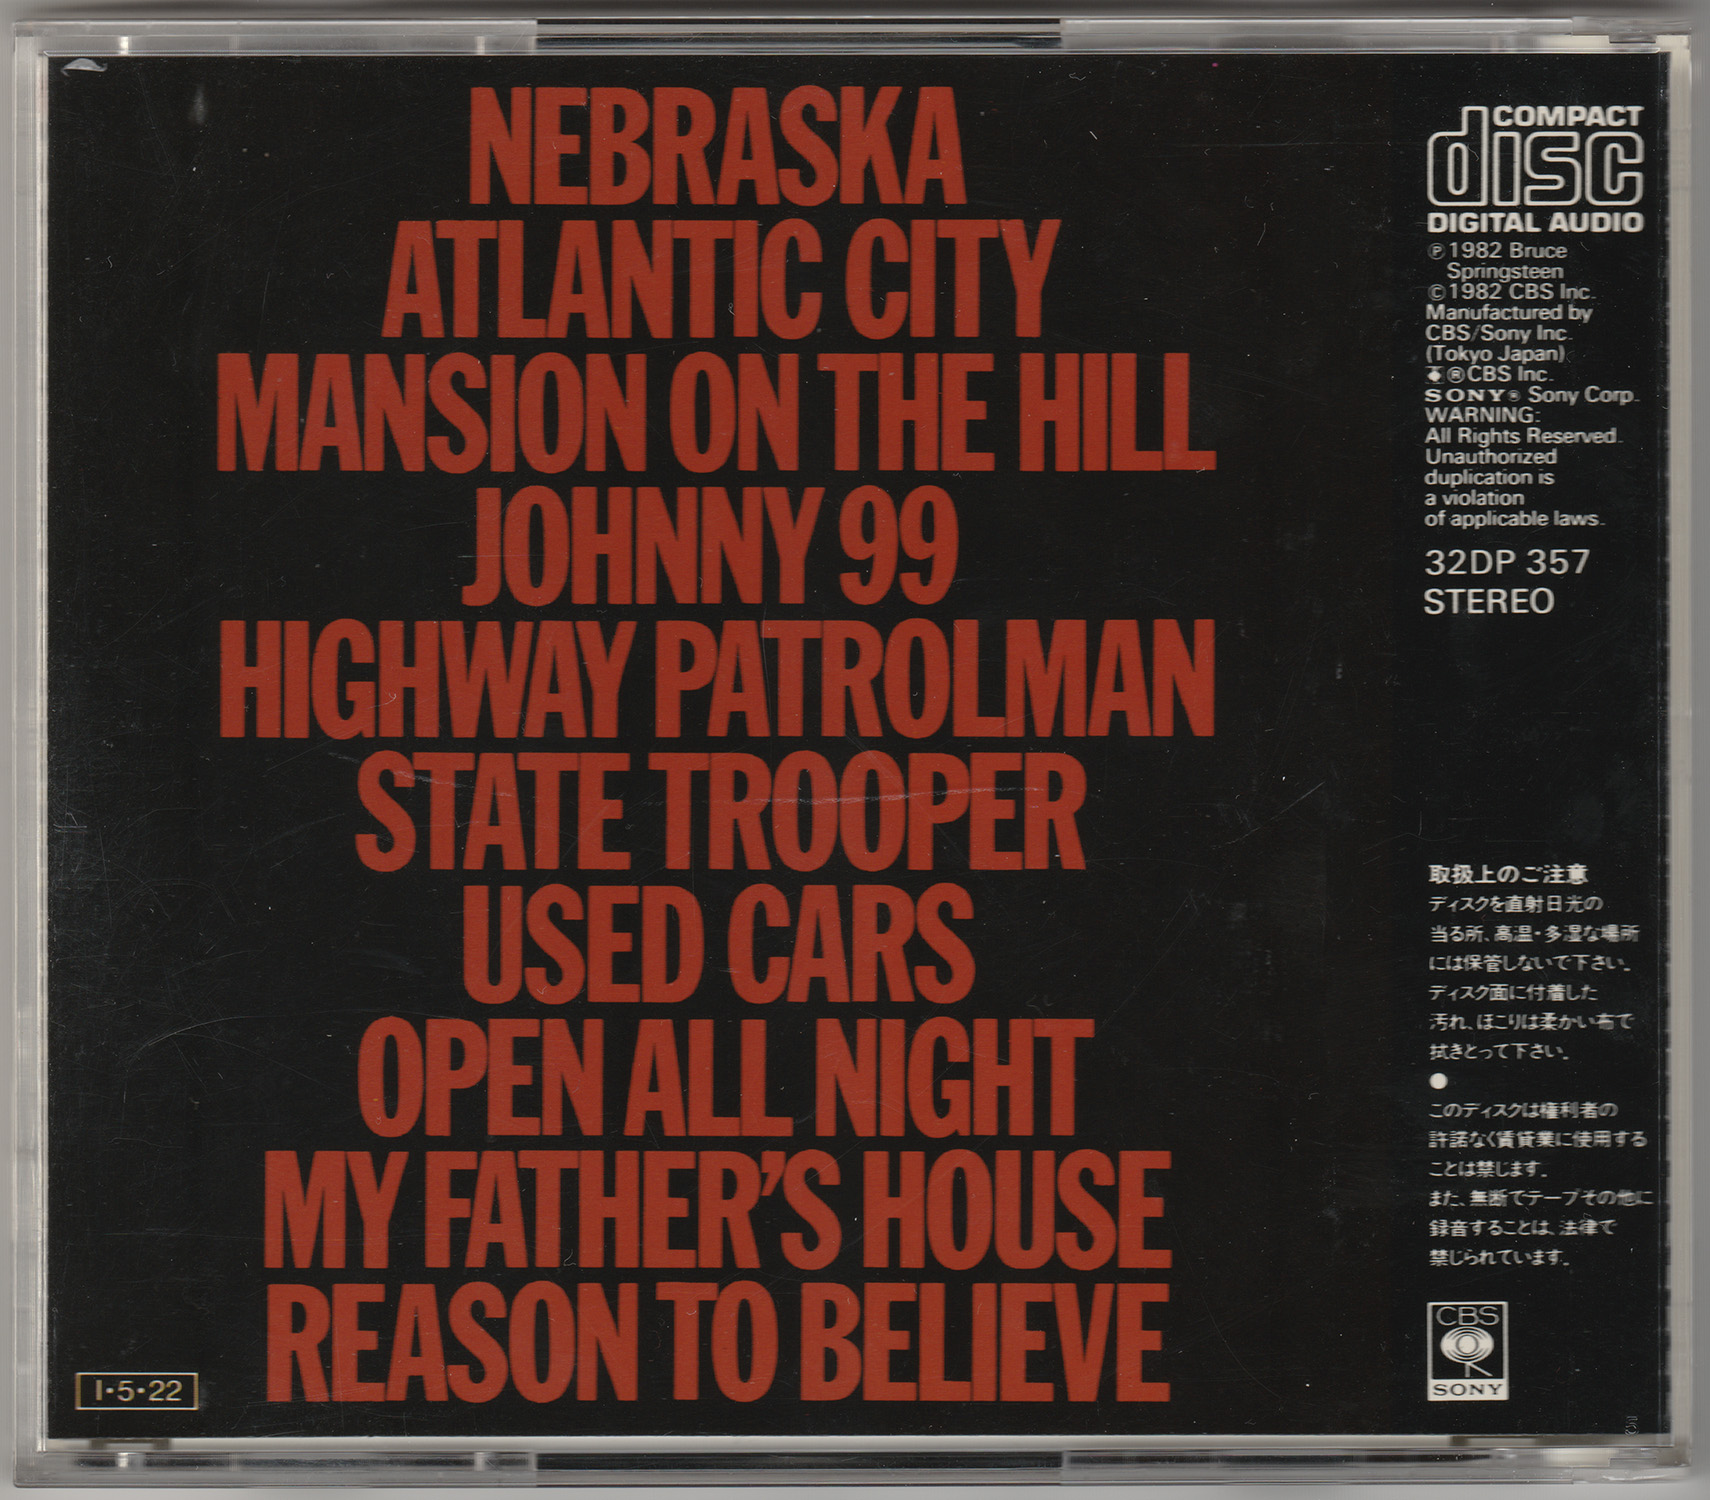 NEBRASKA
ATLANTIC CITY
MANSION ON THE HILL
JOHNNY 99
HIGHWAY PATROLMAN
STATE TROOPER
USED CARS
OPEN ALL NIGHT
MY FATHER'S HOUSE
REASON TO BELIEVE
I•5•22
COMPACT
disc
DIGITAL AUDIO
℗1982 Bruce
Springsteen
©1982 CBS Inc.
Manufactured by
CBS/Sony Inc.
(Tokyo Japan)
®CBS Inc.
SONY® Sony Corp.
WARNING:
All Rights Reserved.
Unauthorized
duplication is
a violation
of applicable laws.
32DP 357
STEREO
取扱上のご注意
ディスクを直射日光の
当る所、高温・多湿な場所
には保管しないで下さい。
ディスク面に付着した
汚れ、ほこりは柔かい布で
拭きとって下さい。
●
このディスクは権利者の
許諾なく賃貸業に使用する
ことは禁じます。
また、無断でテープその他に
録音することは、法律で
禁じられています。
CBS
SONY